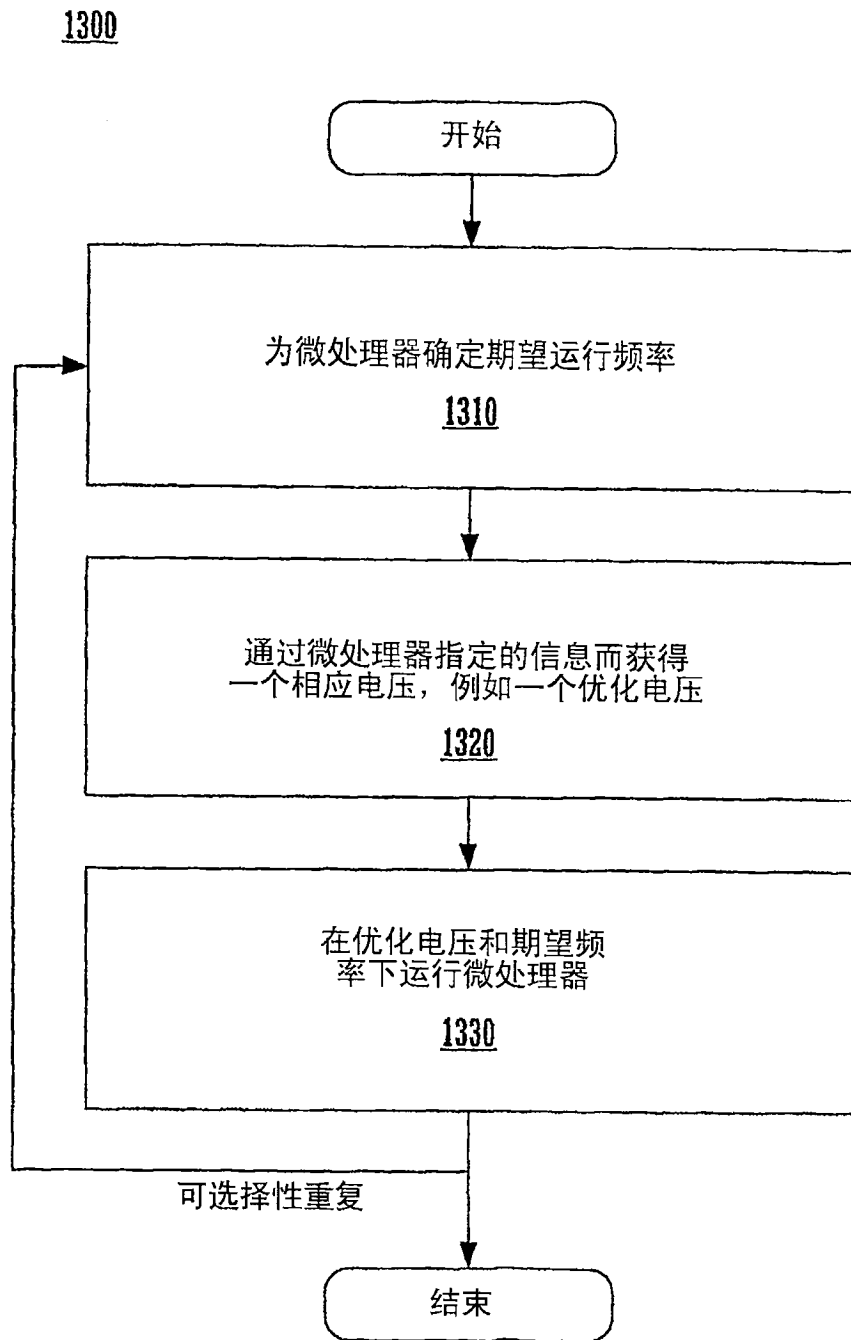 1300
开始
为微处理器确定期望运行频率
1310
通过微处理器指定的信息而获得
一个相应电压，例如一个优化电压
1320
在优化电压和期望频
率下运行微处理器
1330
可选择性重复
结束